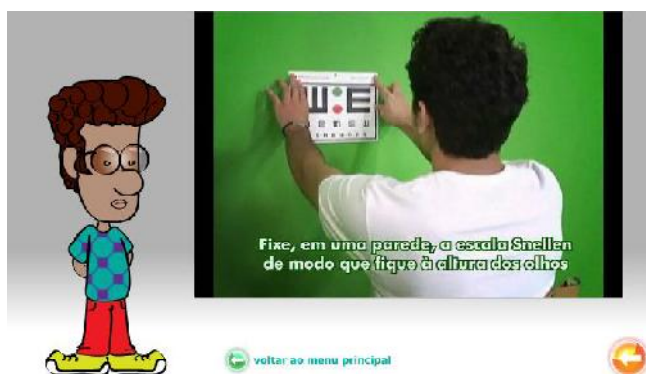 Fixe, em uma parede, a escala Snellen
de modo que fique à altura dos olhos
voltar ao menu principal